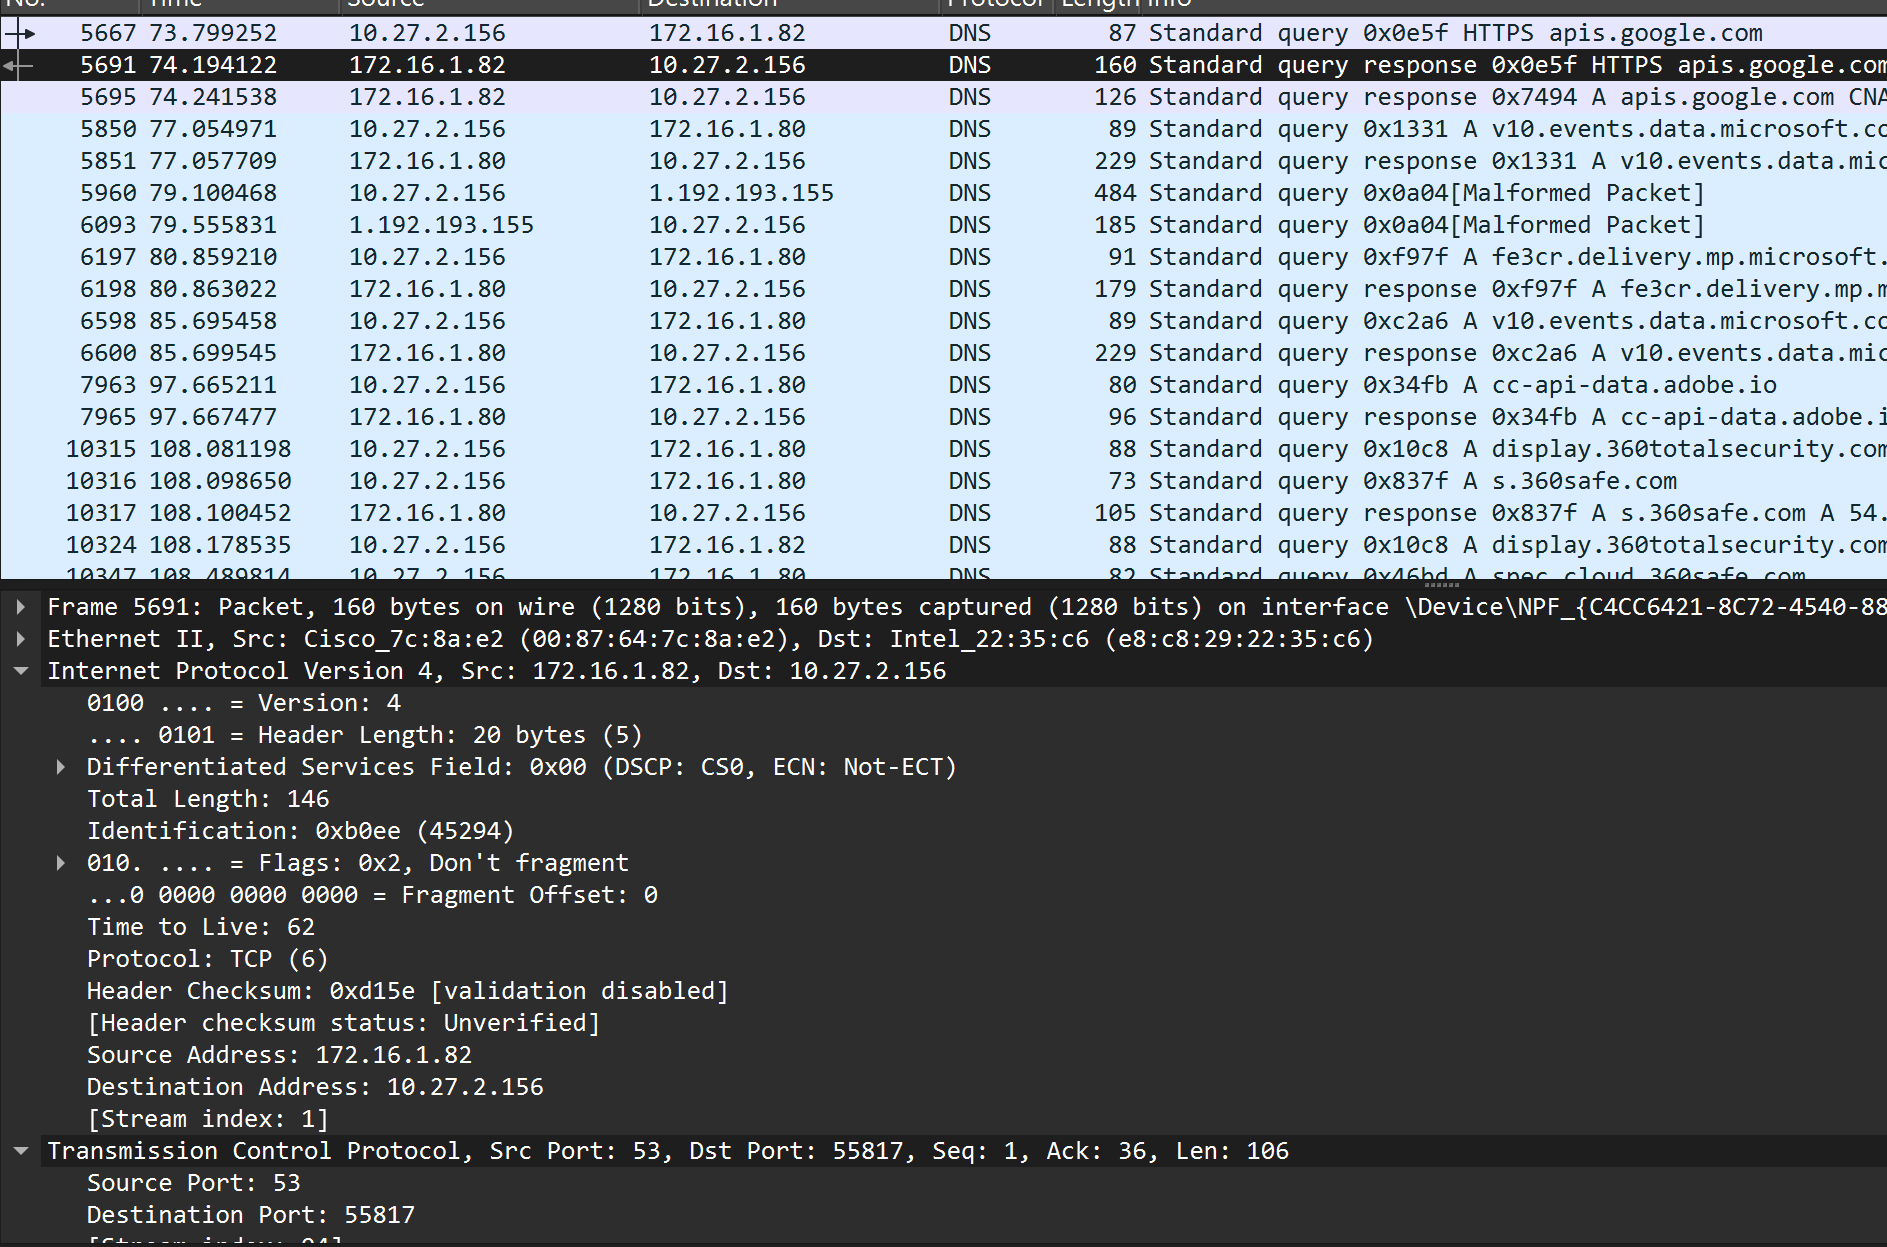 No. Time Source Destination Protocol Length Info
5667 73.799252 10.27.2.156 172.16.1.82 DNS 87 Standard query 0x0e5f HTTPS apis.google.com
5691 74.194122 172.16.1.82 10.27.2.156 DNS 160 Standard query response 0x0e5f HTTPS apis.google.com
5695 74.241538 172.16.1.82 10.27.2.156 DNS 126 Standard query response 0x7494 A apis.google.com CNA
5850 77.054971 10.27.2.156 172.16.1.80 DNS 89 Standard query 0x1331 A v10.events.data.microsoft.co
5851 77.057709 172.16.1.80 10.27.2.156 DNS 229 Standard query response 0x1331 A v10.events.data.mic
5960 79.100468 10.27.2.156 1.192.193.155 DNS 484 Standard query 0x0a04[Malformed Packet]
6093 79.555831 1.192.193.155 10.27.2.156 DNS 185 Standard query 0x0a04[Malformed Packet]
6197 80.859210 10.27.2.156 172.16.1.80 DNS 91 Standard query 0xf97f A fe3cr.delivery.mp.microsoft.
6198 80.863022 172.16.1.80 10.27.2.156 DNS 179 Standard query response 0xf97f A fe3cr.delivery.mp.m
6598 85.695458 10.27.2.156 172.16.1.80 DNS 89 Standard query 0xc2a6 A v10.events.data.microsoft.co
6600 85.699545 172.16.1.80 10.27.2.156 DNS 229 Standard query response 0xc2a6 A v10.events.data.mic
7963 97.665211 10.27.2.156 172.16.1.80 DNS 80 Standard query 0x34fb A cc-api-data.adobe.io
7965 97.667477 172.16.1.80 10.27.2.156 DNS 96 Standard query response 0x34fb A cc-api-data.adobe.i
10315 108.081198 10.27.2.156 172.16.1.80 DNS 88 Standard query 0x10c8 A display.360totalsecurity.com
10316 108.098650 10.27.2.156 172.16.1.80 DNS 73 Standard query 0x837f A s.360safe.com
10317 108.100452 172.16.1.80 10.27.2.156 DNS 105 Standard query response 0x837f A s.360safe.com A 54.
10324 108.178535 10.27.2.156 172.16.1.82 DNS 88 Standard query 0x10c8 A display.360totalsecurity.com
10347 108.489814 10.27.2.156 172.16.1.80 DNS 82 Standard query 0x46bd A spec.cloud.360safe.com
Frame 5691: Packet, 160 bytes on wire (1280 bits), 160 bytes captured (1280 bits) on interface \Device\NPF_{C4CC6421-8C72-4540-88
Ethernet II, Src: Cisco_7c:8a:e2 (00:87:64:7c:8a:e2), Dst: Intel_22:35:c6 (e8:c8:29:22:35:c6)
Internet Protocol Version 4, Src: 172.16.1.82, Dst: 10.27.2.156
0100 .... = Version: 4
.... 0101 = Header Length: 20 bytes (5)
Differentiated Services Field: 0x00 (DSCP: CS0, ECN: Not-ECT)
Total Length: 146
Identification: 0xb0ee (45294)
010. .... = Flags: 0x2, Don't fragment
...0 0000 0000 0000 = Fragment Offset: 0
Time to Live: 62
Protocol: TCP (6)
Header Checksum: 0xd15e [validation disabled]
[Header checksum status: Unverified]
Source Address: 172.16.1.82
Destination Address: 10.27.2.156
[Stream index: 1]
Transmission Control Protocol, Src Port: 53, Dst Port: 55817, Seq: 1, Ack: 36, Len: 106
Source Port: 53
Destination Port: 55817
[Stream index: